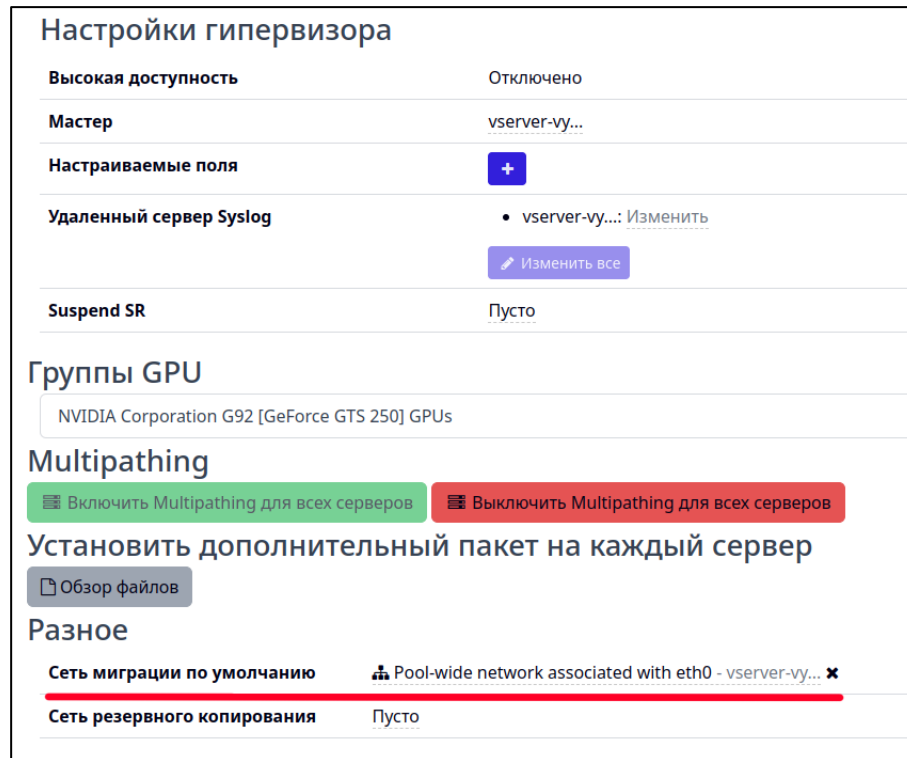 Настройки гипервизора
Высокая доступность Отключено
Мастер vserver-vy...
Настраиваемые поля +
Удаленный сервер Syslog • vserver-vy...: Изменить
Изменить все
Suspend SR Пусто
Группы GPU
NVIDIA Corporation G92 [GeForce GTS 250] GPUs
Multipathing
Включить Multipathing для всех серверов Выключить Multipathing для всех серверов
Установить дополнительный пакет на каждый сервер
Обзор файлов
Разное
Сеть миграции по умолчанию Pool-wide network associated with eth0 - vserver-vy... ✖
Сеть резервного копирования Пусто